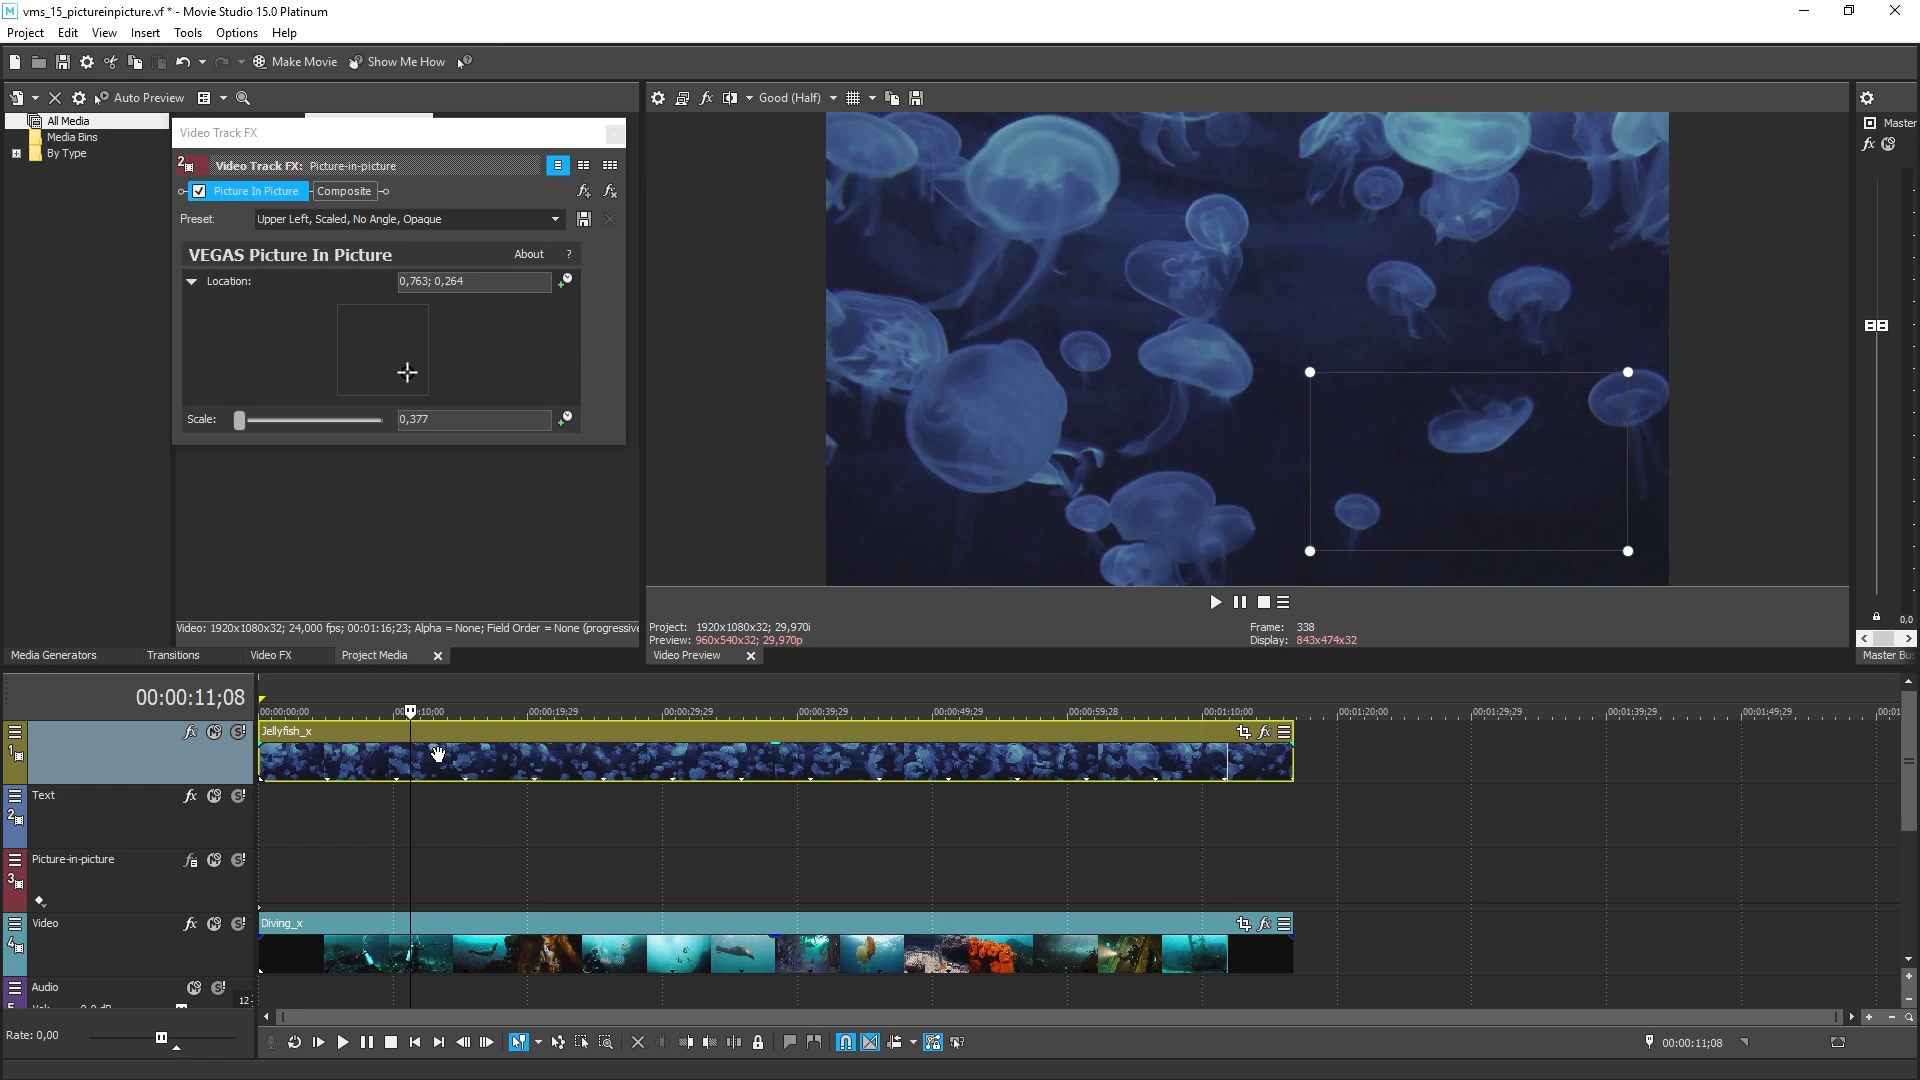 vms_15_pictureinpicture.vf * - Movie Studio 15.0 Platinum
Project Edit View Insert Tools Options Help
Make Movie Show Me How
Auto Preview
Good (Half)
All Media
Media Bins
By Type
Master
Video Track FX
2 Video Track FX: Picture-in-picture
Picture In Picture Composite
Preset: Upper Left, Scaled, No Angle, Opaque
VEGAS Picture In Picture About ?
Location: 0,763; 0,264
Scale: 0,377
Video: 1920x1080x32; 24,000 fps; 00:01:16;23; Alpha = None; Field Order = None (progressive
Project: 1920x1080x32; 29,970i
Preview: 960x540x32; 29,970p
Frame: 338
Display: 843x474x32
0,0
Media Generators Transitions Video FX Project Media
Video Preview
Master Bu
00:00:11;08
00:00:00;00 00:00:10;00 00:00:19;29 00:00:29;29 00:00:39;29 00:00:49;29 00:00:59;28 00:01:10;00 00:01:20;00 00:01:29;29 00:01:39;29 00:01:49;29 00:01
1
Jellyfish_x
2 Text
3 Picture-in-picture
4 Video
Diving_x
Audio
12
Rate: 0,00
00:00:11;08